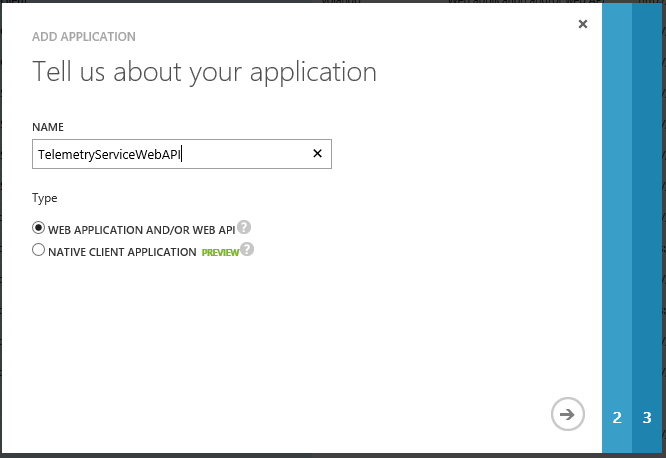 ADD APPLICATION
Tell us about your application
NAME
TelemetryServiceWebAPI
Type
WEB APPLICATION AND/OR WEB API ?
NATIVE CLIENT APPLICATION PREVIEW ?
2 3